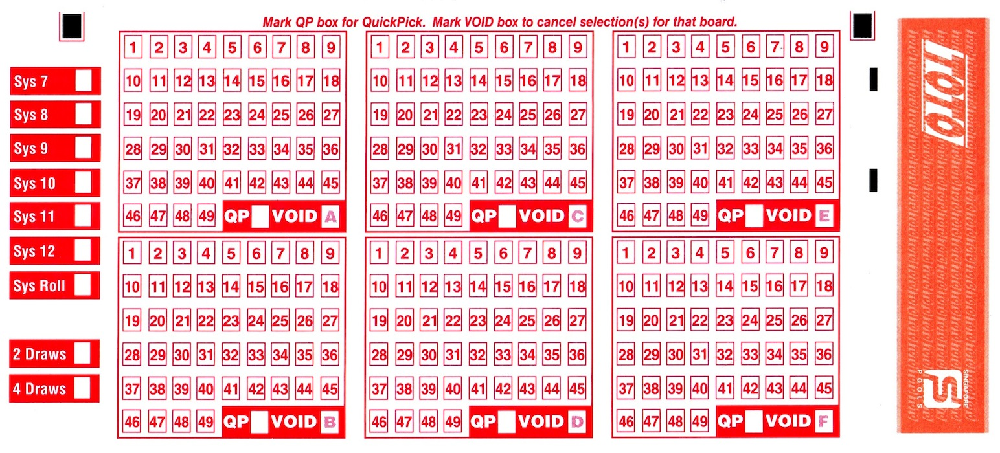 Mark QP box for QuickPick. Mark VOID box to cancel selection(s) for that board.
Sys 7
Sys 8
Sys 9
Sys 10
Sys 11
Sys 12
Sys Roll
2 Draws
4 Draws
1 2 3 4 5 6 7 8 9
10 11 12 13 14 15 16 17 18
19 20 21 22 23 24 25 26 27
28 29 30 31 32 33 34 35 36
37 38 39 40 41 42 43 44 45
46 47 48 49 QP VOID A
1 2 3 4 5 6 7 8 9
10 11 12 13 14 15 16 17 18
19 20 21 22 23 24 25 26 27
28 29 30 31 32 33 34 35 36
37 38 39 40 41 42 43 44 45
46 47 48 49 QP VOID B
1 2 3 4 5 6 7 8 9
10 11 12 13 14 15 16 17 18
19 20 21 22 23 24 25 26 27
28 29 30 31 32 33 34 35 36
37 38 39 40 41 42 43 44 45
46 47 48 49 QP VOID C
1 2 3 4 5 6 7 8 9
10 11 12 13 14 15 16 17 18
19 20 21 22 23 24 25 26 27
28 29 30 31 32 33 34 35 36
37 38 39 40 41 42 43 44 45
46 47 48 49 QP VOID D
1 2 3 4 5 6 7 8 9
10 11 12 13 14 15 16 17 18
19 20 21 22 23 24 25 26 27
28 29 30 31 32 33 34 35 36
37 38 39 40 41 42 43 44 45
46 47 48 49 QP VOID E
1 2 3 4 5 6 7 8 9
10 11 12 13 14 15 16 17 18
19 20 21 22 23 24 25 26 27
28 29 30 31 32 33 34 35 36
37 38 39 40 41 42 43 44 45
46 47 48 49 QP VOID F
TOTO
SINGAPORE
POOLS